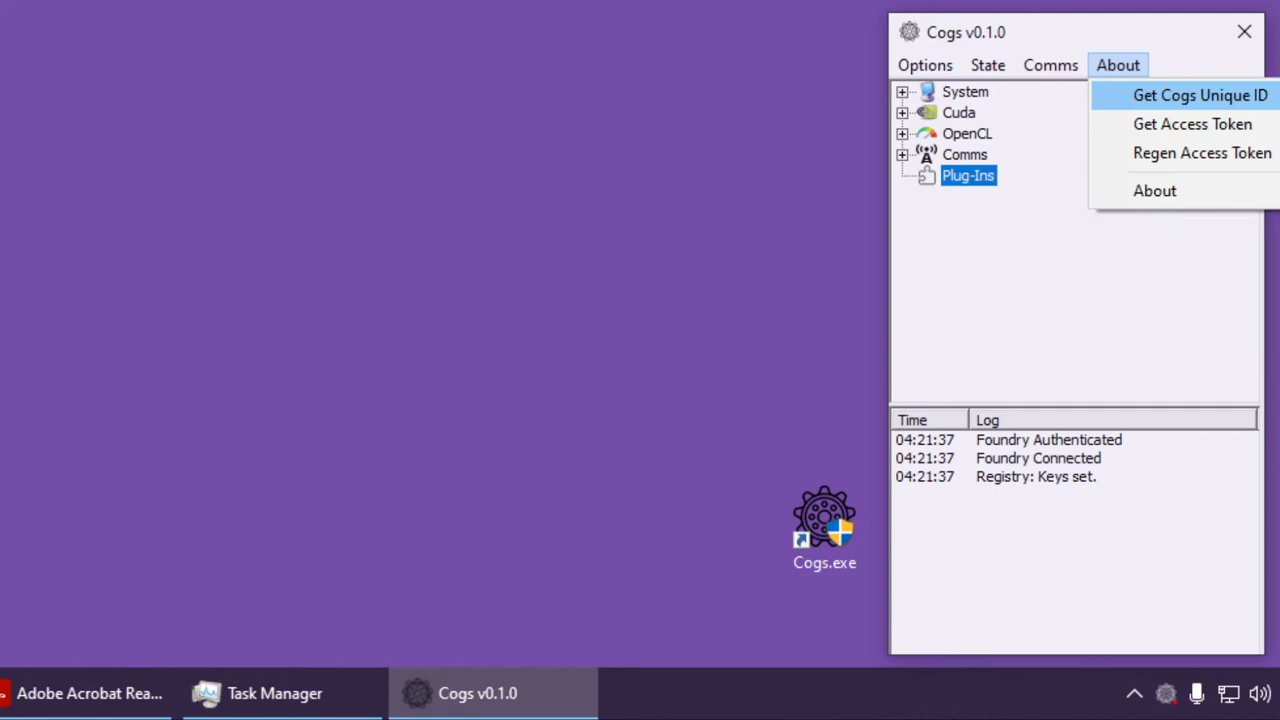 Cogs v0.1.0
Options State Comms About
Get Cogs Unique ID
Get Access Token
Regen Access Token
About
System
Cuda
OpenCL
Comms
Plug-Ins
Time Log
04:21:37 Foundry Authenticated
04:21:37 Foundry Connected
04:21:37 Registry: Keys set.
Cogs.exe
Adobe Acrobat Rea... Task Manager Cogs v0.1.0